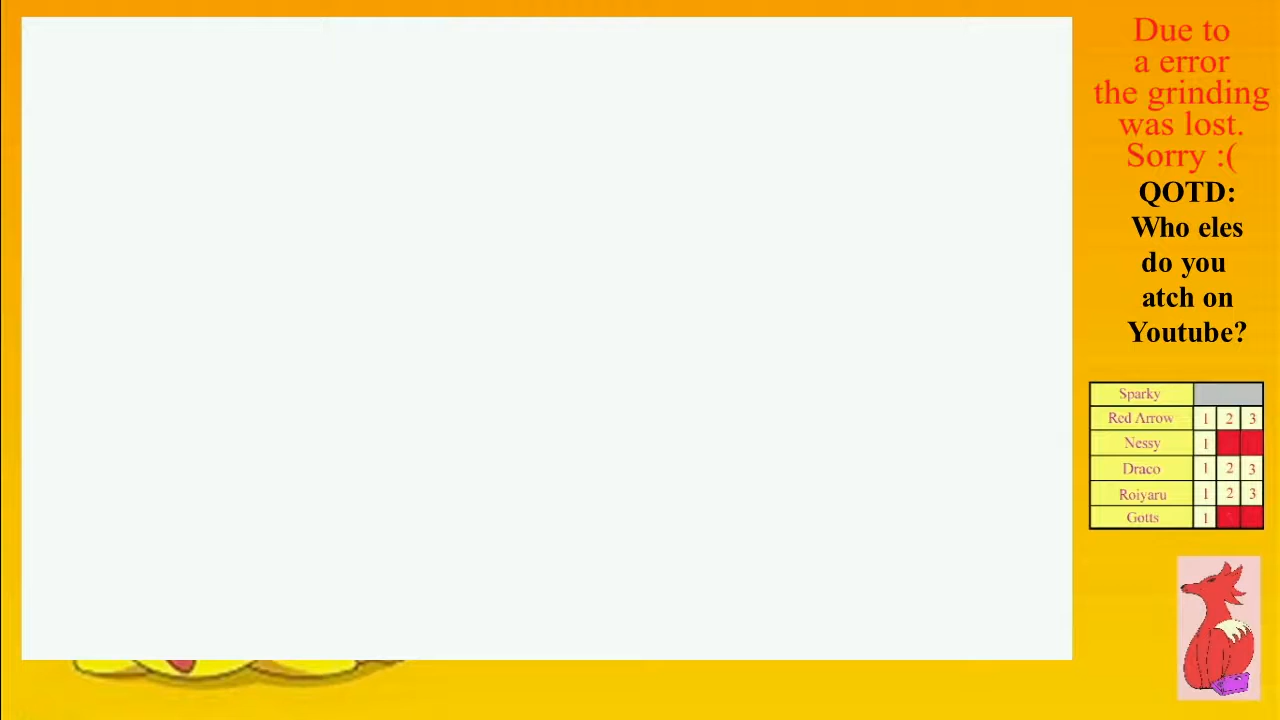 Due to
a error
the grinding
was lost.
Sorry :(
QOTD:
Who eles
do you
atch on
Youtube?
Sparky
Red Arrow 1 2 3
Nessy 1
Draco 1 2 3
Roiyaru 1 2 3
Gotts 1